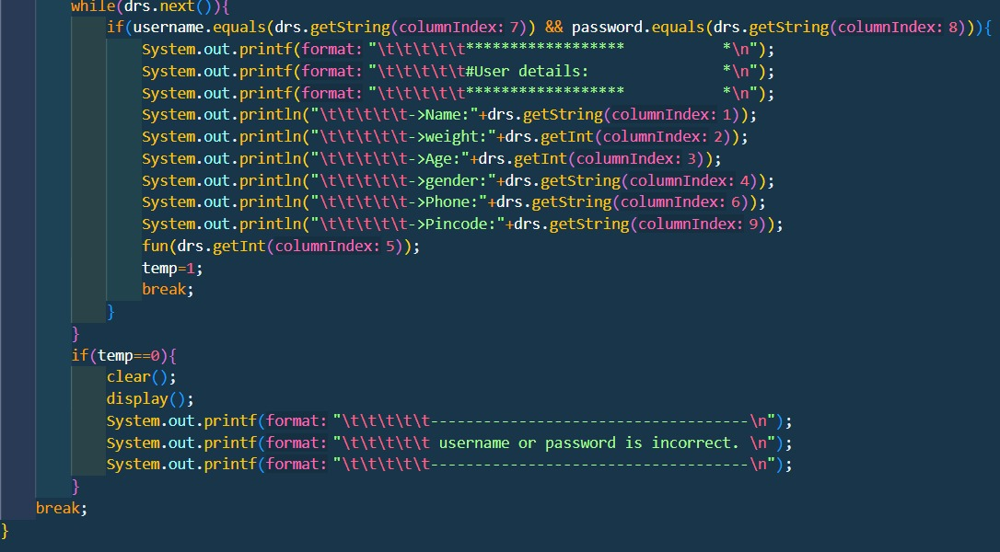 while(drs.next()){
if(username.equals(drs.getString(columnIndex: 7)) && password.equals(drs.getString(columnIndex: 8))){
System.out.printf(format: "\t\t\t\t\t****************** *\n");
System.out.printf(format: "\t\t\t\t\t#User details: *\n");
System.out.printf(format: "\t\t\t\t\t****************** *\n");
System.out.println("\t\t\t\t\t->Name:"+drs.getString(columnIndex: 1));
System.out.println("\t\t\t\t\t->weight:"+drs.getInt(columnIndex: 2));
System.out.println("\t\t\t\t\t->Age:"+drs.getInt(columnIndex: 3));
System.out.println("\t\t\t\t\t->gender:"+drs.getString(columnIndex: 4));
System.out.println("\t\t\t\t\t->Phone:"+drs.getString(columnIndex: 6));
System.out.println("\t\t\t\t\t->Pincode:"+drs.getString(columnIndex: 9));
fun(drs.getInt(columnIndex: 5));
temp=1;
break;
}
}
if(temp==0){
clear();
display();
System.out.printf(format: "\t\t\t\t\t------------------------------------\n");
System.out.printf(format: "\t\t\t\t\t username or password is incorrect. \n");
System.out.printf(format: "\t\t\t\t\t------------------------------------\n");
}
break;
}